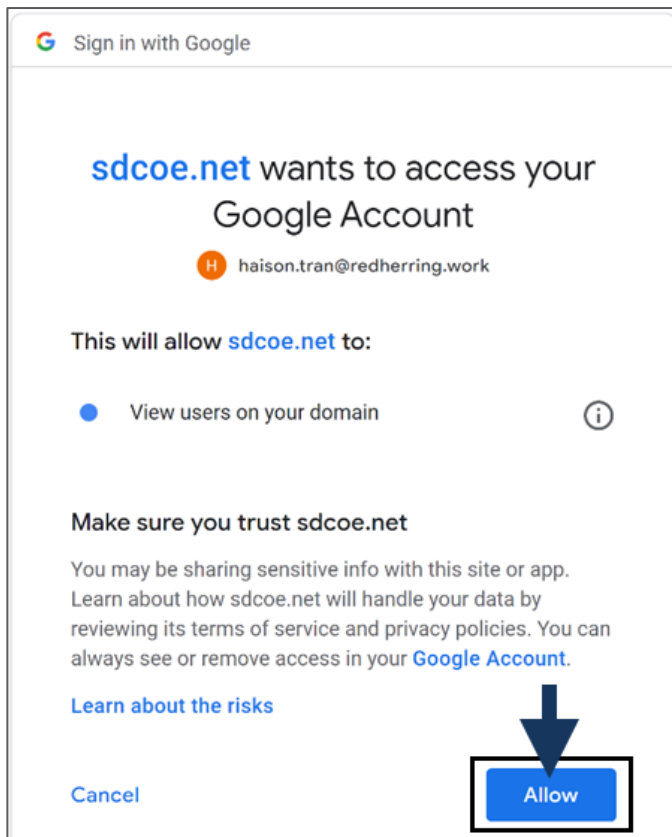 Sign in with Google
sdcoe.net wants to access your
Google Account
H haison.tran@redherring.work
This will allow sdcoe.net to:
View users on your domain
Make sure you trust sdcoe.net
You may be sharing sensitive info with this site or app.
Learn about how sdcoe.net will handle your data by
reviewing its terms of service and privacy policies. You can
always see or remove access in your Google Account.
Learn about the risks
Cancel Allow